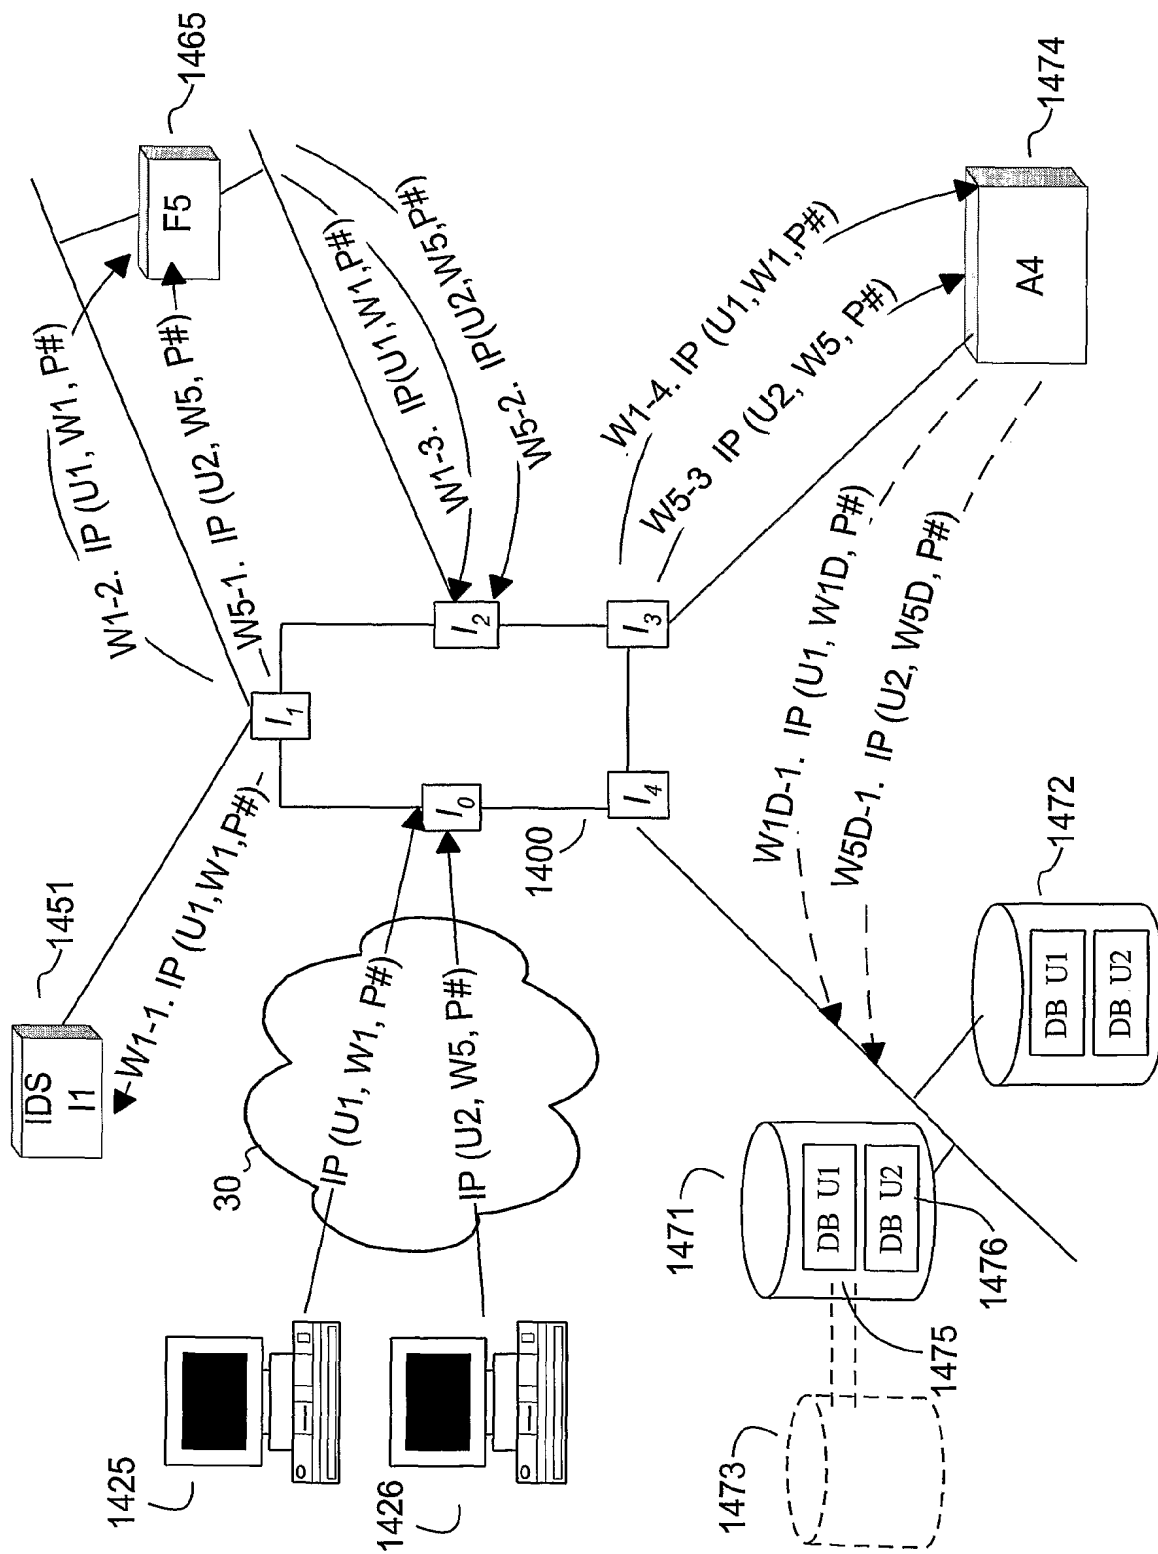 1425
1426
30
IP (U1, W1, P#)
IP (U2, W5, P#)
IDS
I1
1451
W1-1. IP (U1,W1,P#)
W1-2. IP (U1, W1, P#)
W5-1. IP (U2, W5, P#)
F5
1465
W1-3. IP(U1,W1,P#)
W5-2. IP(U2,W5,P#)
I1
I0
I2
I4
I3
1400
W1-4. IP (U1,W1,P#)
W5-3 IP (U2, W5, P#)
A4
1474
W1D-1. IP (U1, W1D, P#)
W5D-1. IP (U2, W5D, P#)
1473
1471
DB U1
DB U2
1475
1476
1472
DB U1
DB U2